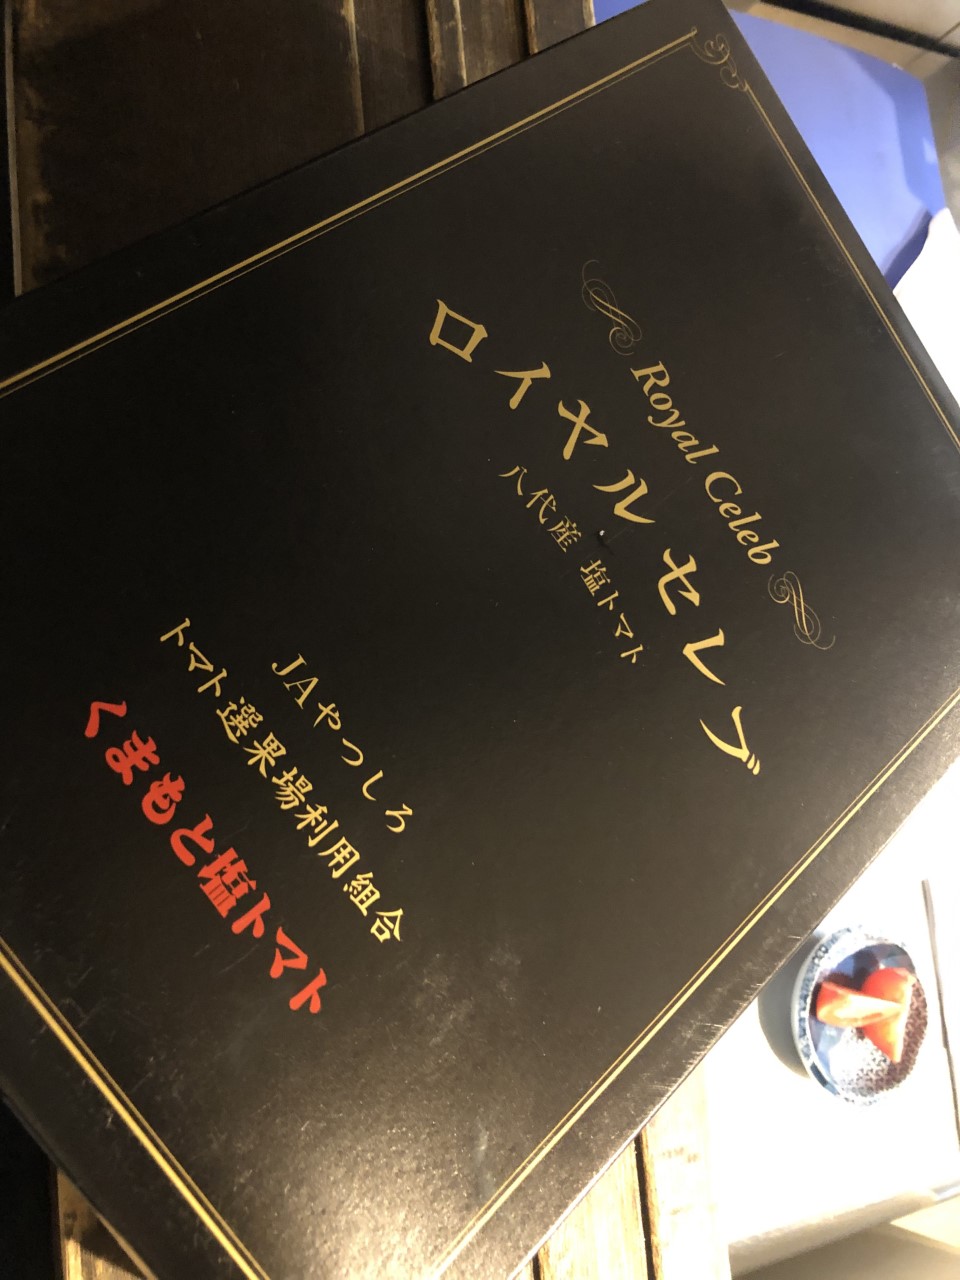 Royal Celeb
ロイヤルセレブ
八代産 塩トマト
JAやつしろ
トマト選果場利用組合
くまもと塩トマト